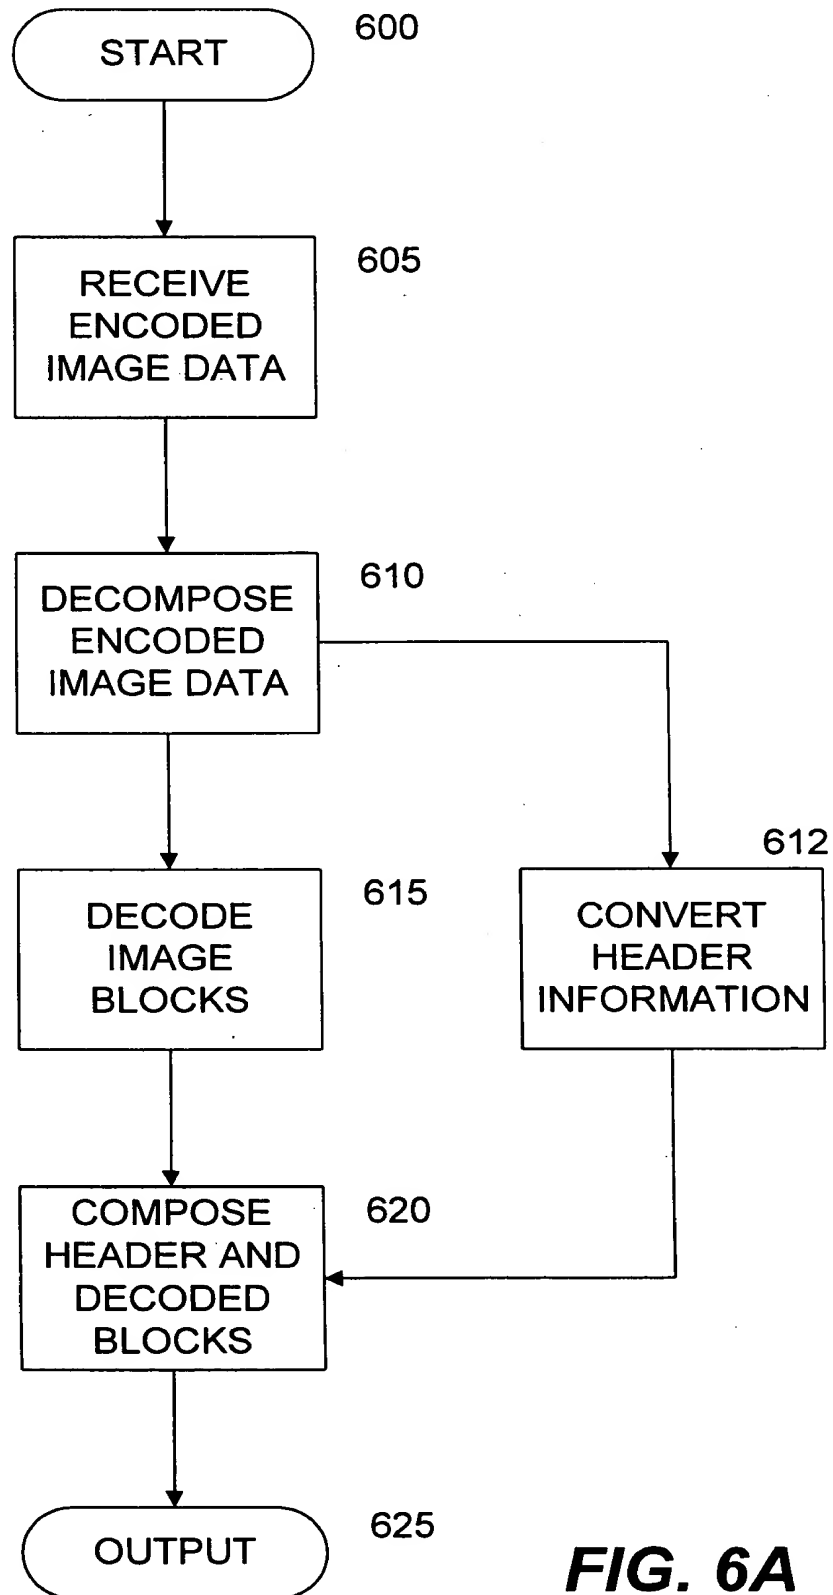 START
600
RECEIVE
ENCODED
IMAGE DATA
605
DECOMPOSE
ENCODED
IMAGE DATA
610
DECODE
IMAGE
BLOCKS
615
612
CONVERT
HEADER
INFORMATION
COMPOSE
HEADER AND
DECODED
BLOCKS
620
OUTPUT
625
FIG. 6A